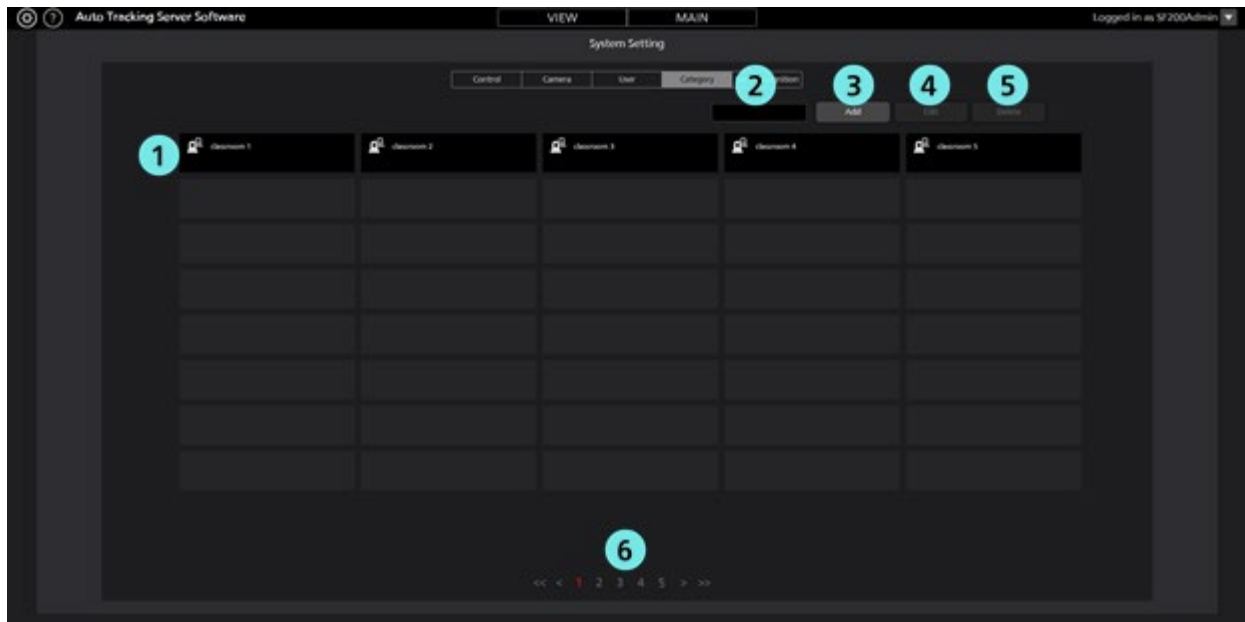 Auto Tracking Server Software VIEW MAIN Logged in as SF200Admin
System Setting
Control Camera User Category
2 3 4 5
Add Edit Delete
1 classroom 1 classroom 2 classroom 3 classroom 4 classroom 5
6
<< < 1 2 3 4 5 > >>